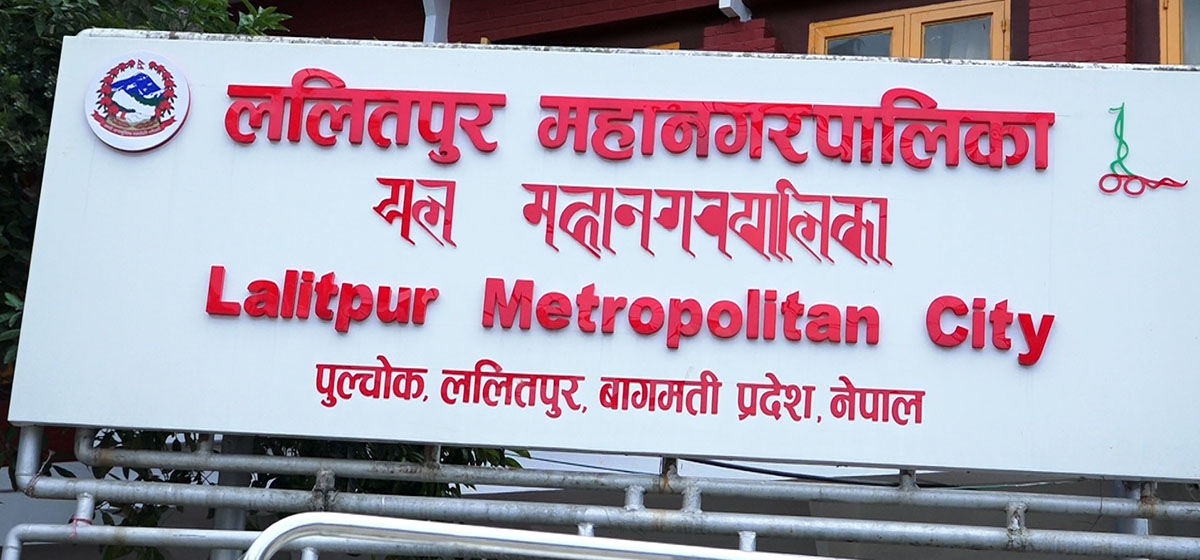 ललितपुर महानगरपालिका
𑐫𑐮 𑐩𑐴𑐵𑐣𑐐𑐬𑐥𑐵𑐮𑐶𑐎𑐵
Lalitpur Metropolitan City
पुल्चोक, ललितपुर, बागमती प्रदेश, नेपाल